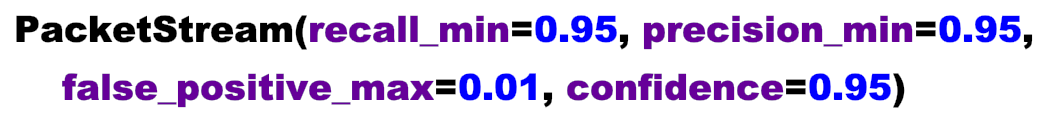 PacketStream(recall_min=0.95, precision_min=0.95,
false_positive_max=0.01, confidence=0.95)